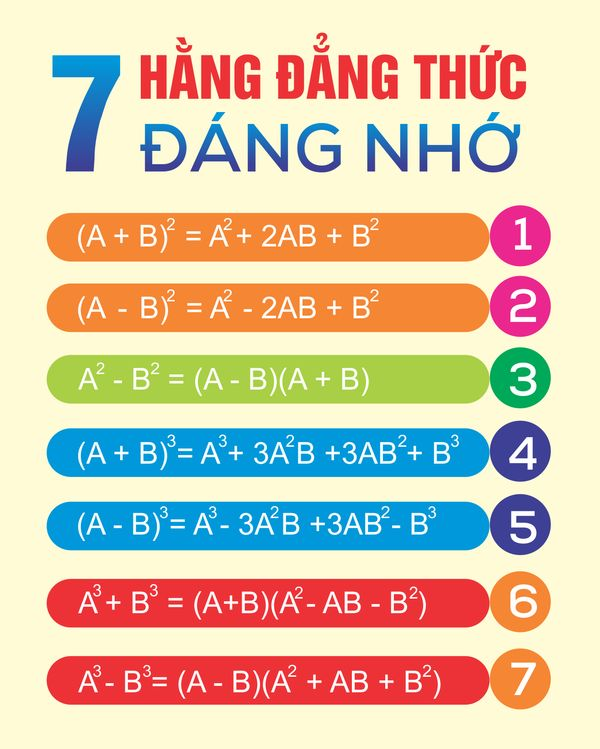 7 HẰNG ĐẲNG THỨC
ĐÁNG NHỚ
(A + B)² = A² + 2AB + B² 1
(A - B)² = A² - 2AB + B² 2
A² - B² = (A - B)(A + B) 3
(A + B)³= A³+ 3A²B +3AB²+ B³ 4
(A - B)³= A³- 3A²B +3AB²- B³ 5
A³+ B³ = (A+B)(A²- AB - B²) 6
A³- B³= (A - B)(A² + AB + B²) 7